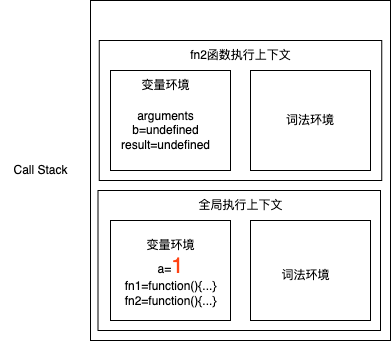 fn2函数执行上下文
变量环境
arguments
b=undefined
result=undefined
词法环境
Call Stack
全局执行上下文
变量环境
a=1
fn1=function(){...}
fn2=function(){...}
词法环境